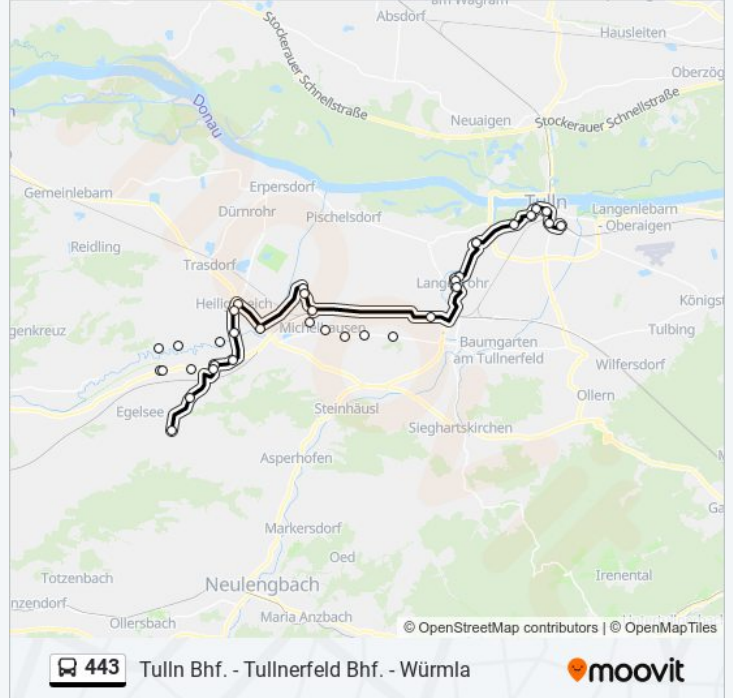 am Wagram
Absdorf
Hausleiten
Stockerauer Schnellstraße
Oberzög
Donau
Neuaigen
Stockerauer Schnellstraße
Gemeinlebarn
Erpersdorf
Tulln
Dürnrohr
Pischelsdorf
Langenlebarn
- Oberaigen
Reidling
Trasdorf
Königst
Michelhausen
Tulbing
genkreuz
Baumgarten
am Tullnerfeld
Wilfersdorf
Ollern
Egelsee
Steinhäusl
Sieghartskirchen
Asperhofen
Markersdorf
Oed
Totzenbach
Neulengbach
Irenental
nzendorf
Ollersbach
Maria Anzbach
© OpenStreetMap contributors | © OpenMapTiles
443 Tulln Bhf. - Tullnerfeld Bhf. - Würmla
moovit